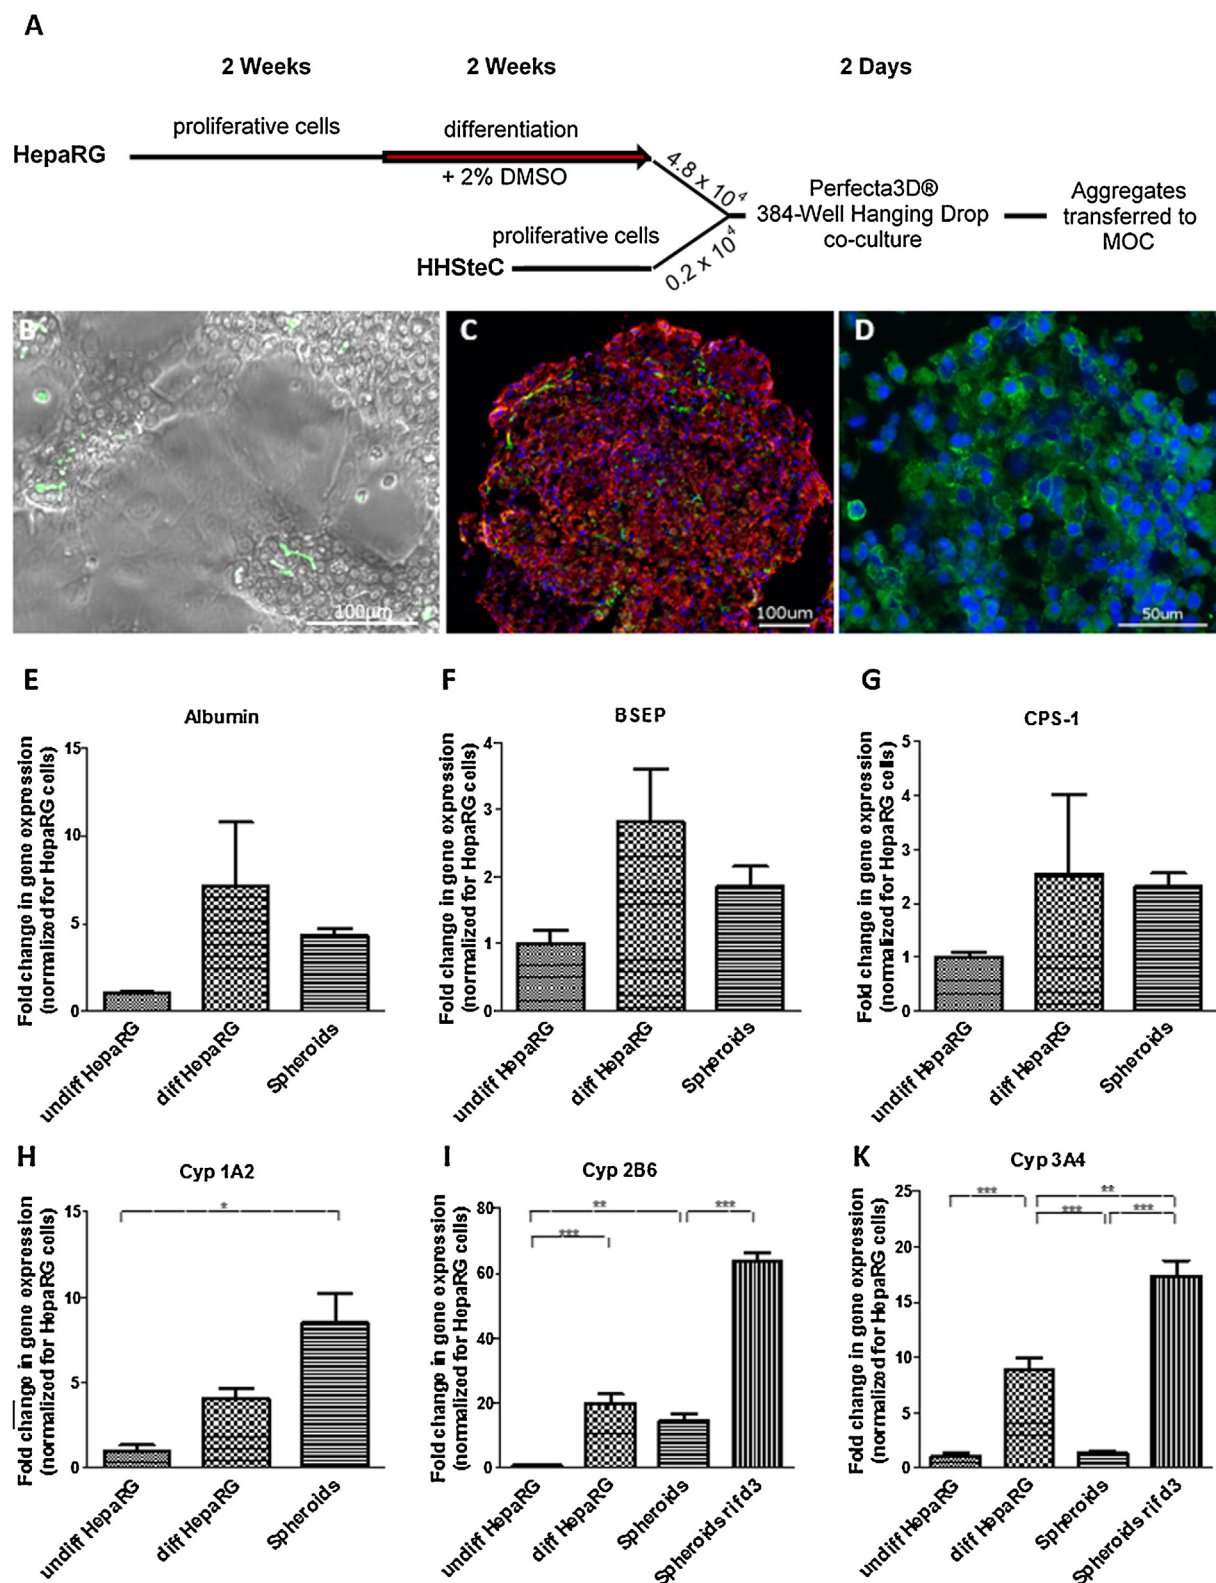 A
2 Weeks 2 Weeks 2 Days
proliferative cells differentiation
HepaRG
+ 2% DMSO
4.8 x 10⁴
Perfecta3D®
384-Well Hanging Drop
co-culture
Aggregates
transferred to
MOC
proliferative cells
HHSteC
0.2 x 10⁴
B
100µm
C
100um
D
50um
E
Albumin
Fold change in gene expression
(normalized for HepaRG cells)
15
10
5
0
undiff HepaRG
diff HepaRG
Spheroids
F
BSEP
Fold change in gene expression
(normalized for HepaRG cells)
4
3
2
1
0
undiff HepaRG
diff HepaRG
Spheroids
G
CPS-1
Fold change in gene expression
(normalized for HepaRG cells)
5
4
3
2
1
0
undiff HepaRG
diff HepaRG
Spheroids
H
Cyp 1A2
Fold change in gene expression
(normalized for HepaRG cells)
15
10
5
0
*
undiff HepaRG
diff HepaRG
Spheroids
I
Cyp 2B6
Fold change in gene expression
(normalized for HepaRG cells)
80
60
40
20
0
** ***
***
undiff HepaRG
diff HepaRG
Spheroids
Spheroids rif d3
K
Cyp 3A4
Fold change in gene expression
(normalized for HepaRG cells)
25
20
15
10
5
0
*** **
*** ***
undiff HepaRG
diff HepaRG
Spheroids
Spheroids rif d3